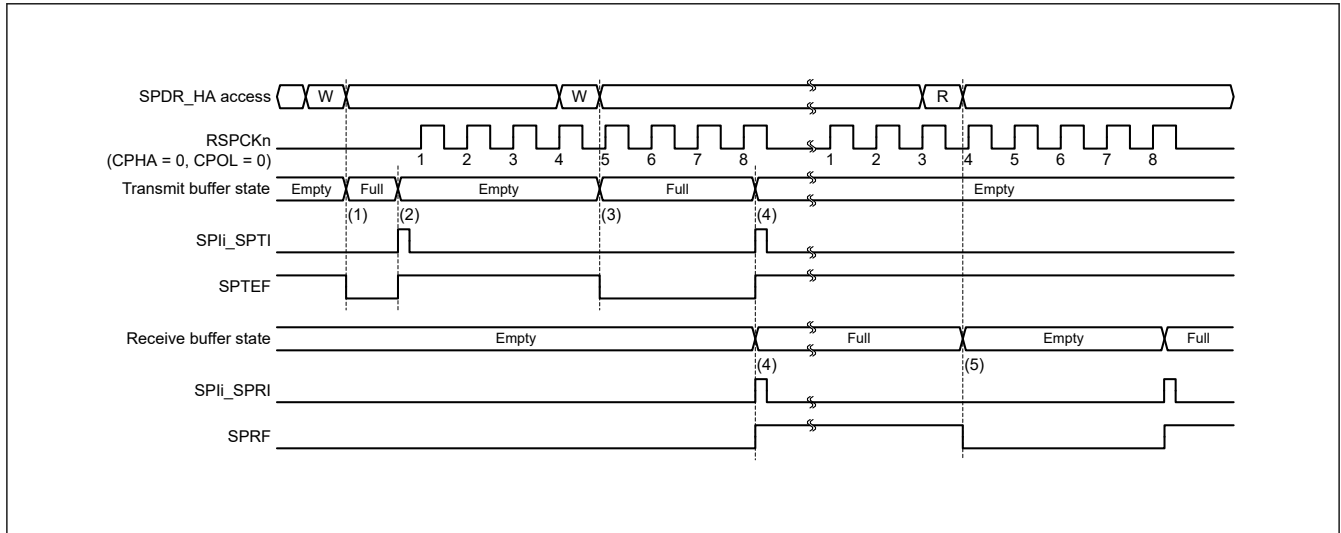 SPDR_HA access W W R
RSPCKn
(CPHA = 0, CPOL = 0)
1 2 3 4 5 6 7 8 1 2 3 4 5 6 7 8
Transmit buffer state Empty Full Empty Full Empty
(1) (2) (3) (4)
SPIi_SPTI
SPTEF
Receive buffer state Empty Full Empty Full
(4) (5)
SPIi_SPRI
SPRF